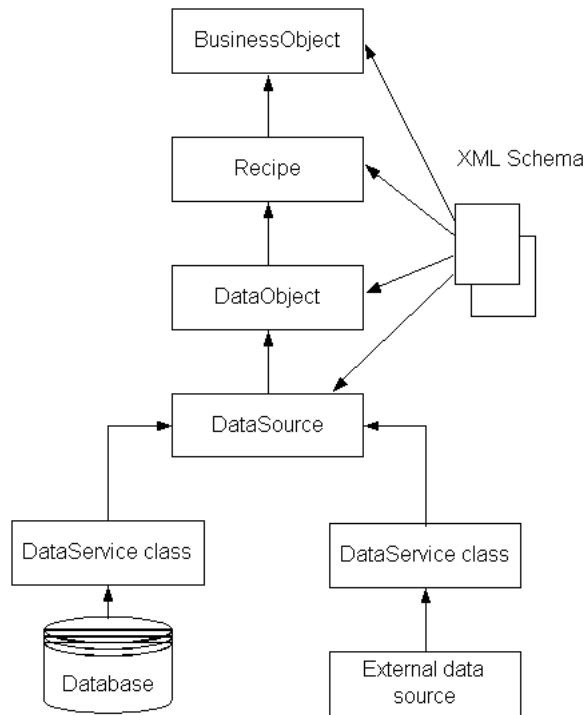 BusinessObject
Recipe
XML Schema
DataObject
DataSource
DataService class
DataService class
Database
External data
source